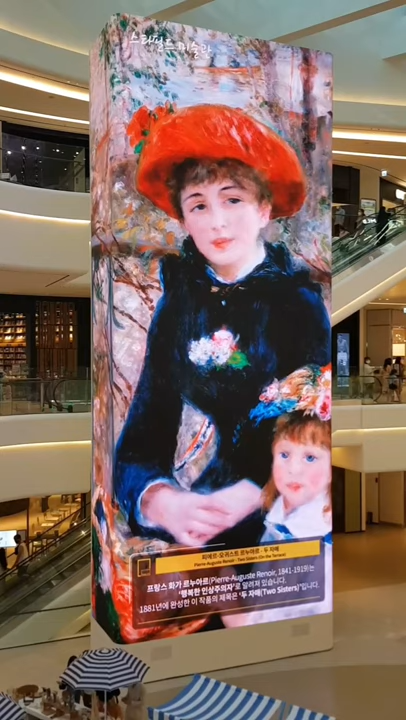 스타필드 미술관
피에르-오귀스트 르누아르 - 두 자매
Pierre-Auguste Renoir - Two Sisters (On the Terrace)
프랑스 화가 르누아르(Pierre-Auguste Renoir, 1841-1919)는
'행복한 인상주의자'로 알려져 있습니다.
1881년에 완성한 이 작품의 제목은 '두 자매(Two Sisters)'입니다.